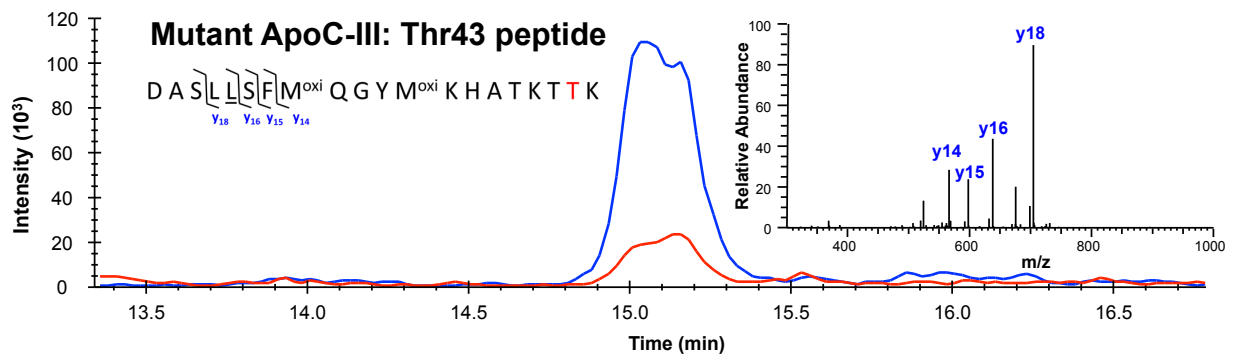 Mutant ApoC-III: Thr43 peptide
D A S L L S F Mᵒˣⁱ Q G Y Mᵒˣⁱ K H A T K T T K
y₁₈ y₁₆ y₁₅ y₁₄
Intensity (10³)
120
100
80
60
40
20
0
13.5 14.0 14.5 15.0 15.5 16.0 16.5
Time (min)
Relative Abundance
100
80
60
40
20
0
y18
y16
y14
y15
400 600 800 1000
m/z